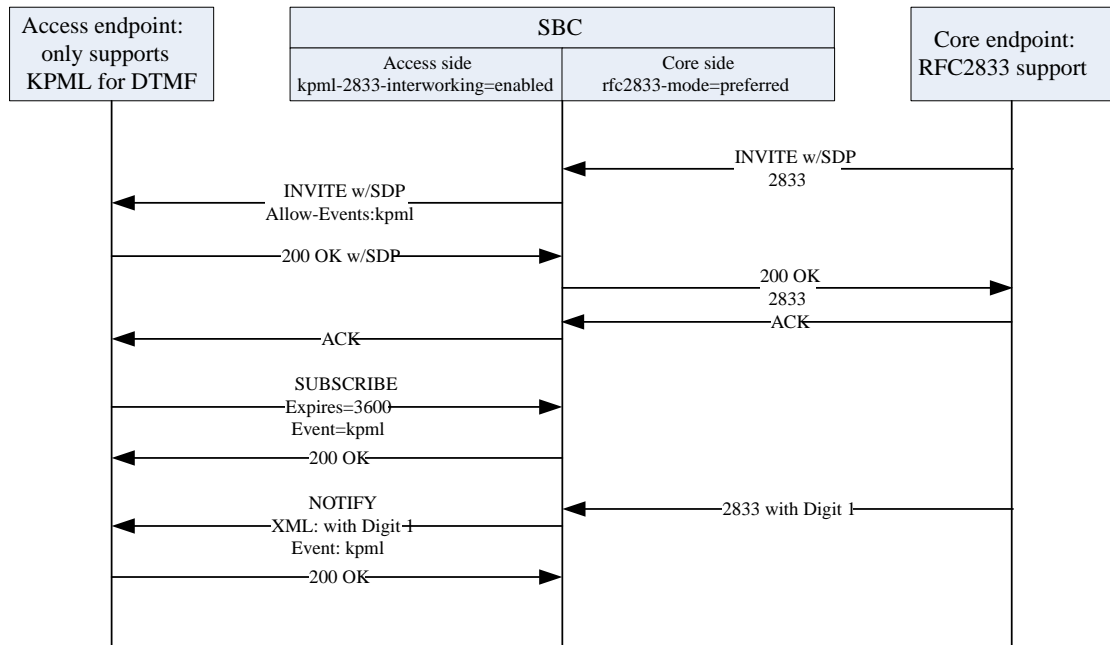 Access endpoint:
only supports
KPML for DTMF
SBC
Access side
kpml-2833-interworking=enabled
Core side
rfc2833-mode=preferred
Core endpoint:
RFC2833 support
INVITE w/SDP
2833
INVITE w/SDP
Allow-Events:kpml
200 OK w/SDP
200 OK
2833
ACK
ACK
SUBSCRIBE
Expires=3600
Event=kpml
200 OK
2833 with Digit 1
NOTIFY
XML: with Digit 1
Event: kpml
200 OK